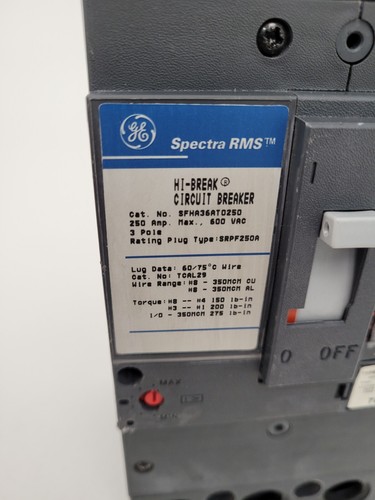 GE Spectra RMS™
HI-BREAK®
CIRCUIT BREAKER
Cat. No. SFHA36AT0250
250 Amp. Max., 600 VAC
3 Pole
Rating Plug Type: SRPF250A
Lug Data: 60/75°C Wire
Cat. No: TCAL29
Wire Range: #8 - 350MCM CU
#8 - 350MCM AL
Torque: #8 -- #4 150 lb-in
#3 -- #1 200 lb-in
1/0 - 350MCM 275 lb-in
O OFF
MAX
MIN